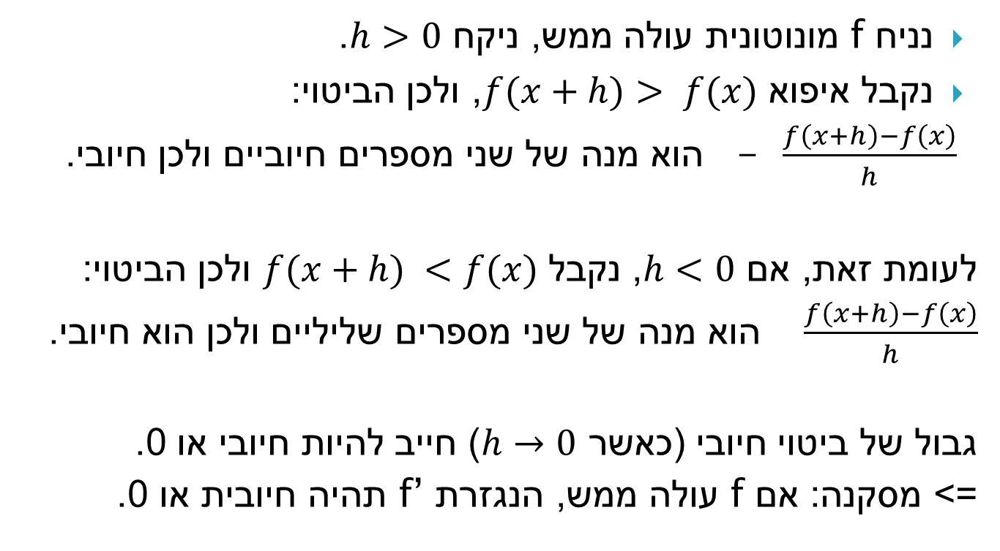 נניח f מונוטונית עולה ממש, ניקח h > 0.
נקבל איפוא f(x + h) > f(x), ולכן הביטוי:
$\frac{f(x+h)-f(x)}{h}$ – הוא מנה של שני מספרים חיוביים ולכן חיובי.
לעומת זאת, אם h < 0, נקבל f(x + h) < f(x) ולכן הביטוי:
$\frac{f(x+h)-f(x)}{h}$ הוא מנה של שני מספרים שליליים ולכן הוא חיובי.
גבול של ביטוי חיובי (כאשר h → 0) חייב להיות חיובי או 0.
=> מסקנה: אם f עולה ממש, הנגזרת f’ תהיה חיובית או 0.